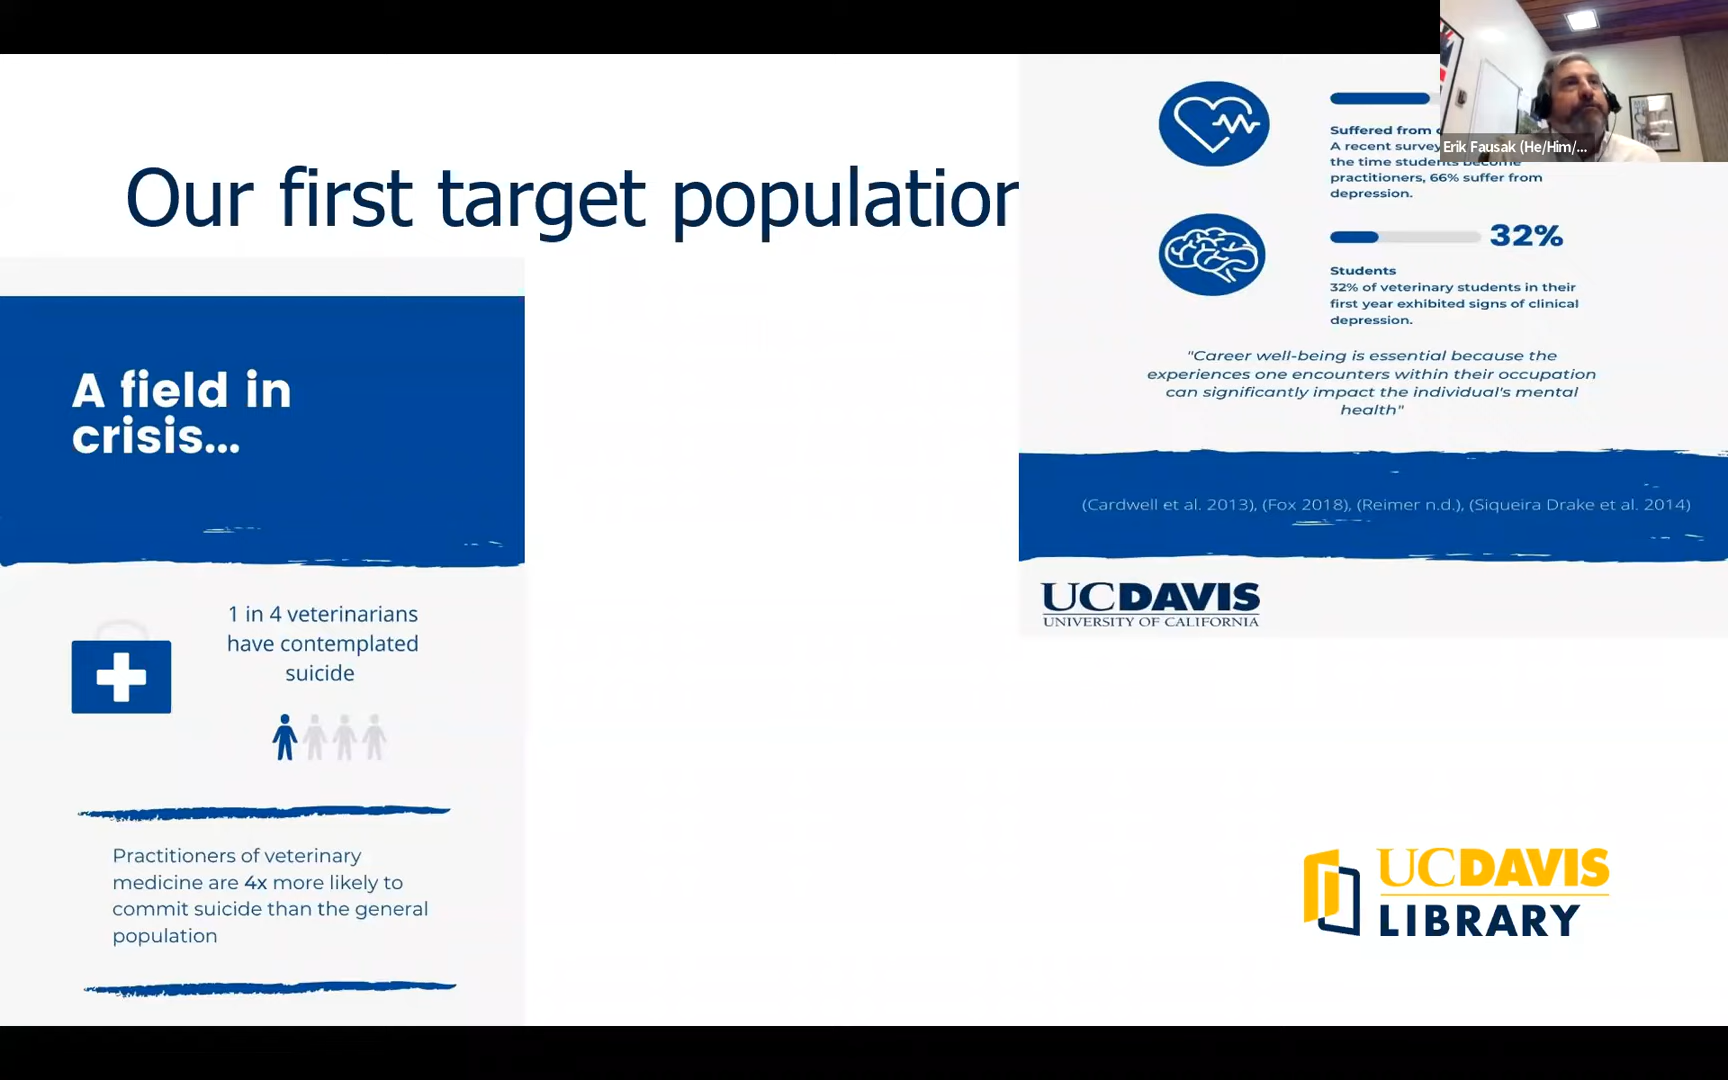 Our first target population
A field in
crisis...
1 in 4 veterinarians
have contemplated
suicide
Practitioners of veterinary
medicine are 4x more likely to
commit suicide than the general
population
Suffered from
A recent survey
the time students become
practitioners, 66% suffer from
depression.
32%
Students
32% of veterinary students in their
first year exhibited signs of clinical
depression.
"Career well-being is essential because the
experiences one encounters within their occupation
can significantly impact the individual's mental
health"
(Cardwell et al. 2013), (Fox 2018), (Reimer n.d.), (Siqueira Drake et al. 2014)
UCDAVIS
UNIVERSITY OF CALIFORNIA
UCDAVIS
LIBRARY
Erik Fausak (He/Him/...